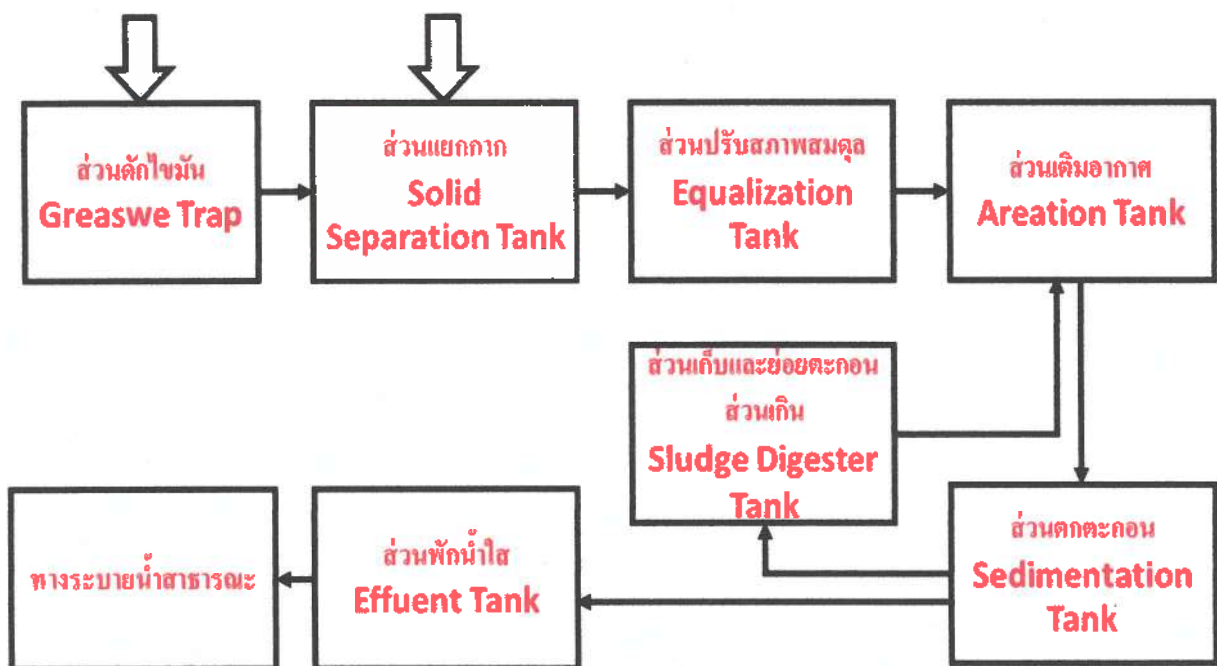 ส่วนดักไขมัน
Greaswe Trap
ส่วนแยกกาก
Solid
Separation Tank
ส่วนปรับสภาพสมดุล
Equalization
Tank
ส่วนเติมอากาศ
Areation Tank
ส่วนเก็บและย่อยตะกอน
ส่วนเกิน
Sludge Digester
Tank
ส่วนตกตะกอน
Sedimentation
Tank
ส่วนพักน้ำใส
Effuent Tank
ทางระบายน้ำสาธารณะ